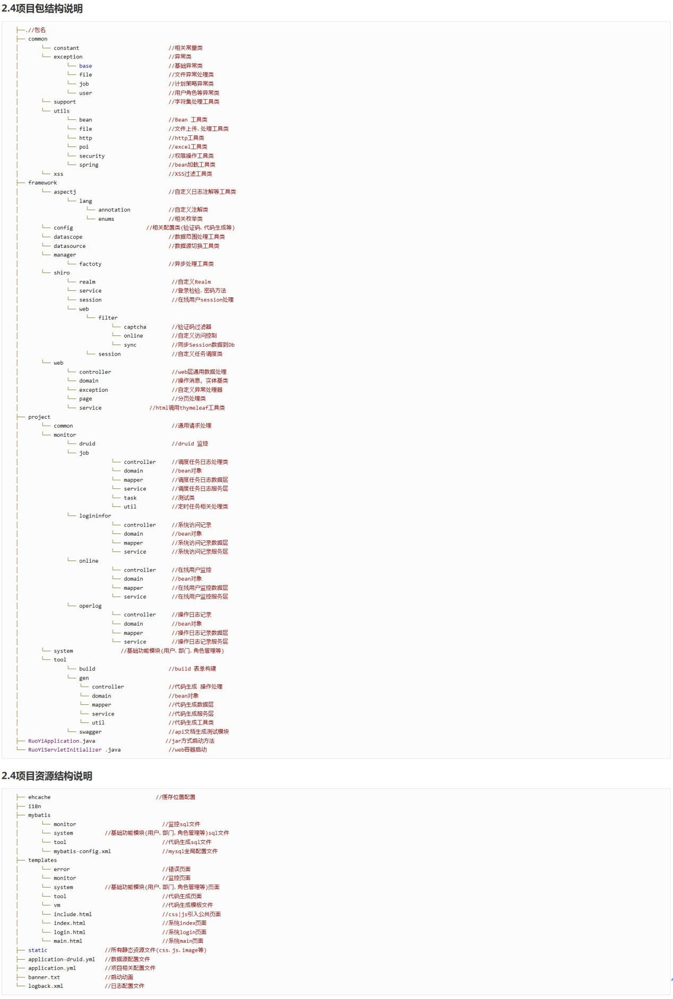 2.4项目包结构说明
├──.//包名
├── common
│       └── constant                            //相关常量类
│       └── exception                           //异常类
│               └── base                        //基础异常类
│               └── file                        //文件异常处理类
│               └── job                         //计划策略异常类
│               └── user                        //用户角色等异常类
│       └── support                             //字符集处理工具类
│       └── utils
│               └── bean                        //Bean 工具类
│               └── file                        //文件上传、处理工具类
│               └── http                        //http工具类
│               └── poi                         //excel工具类
│               └── security                    //权限操作工具类
│               └── spring                      //bean加载工具类
│       └── xss                                 //XSS过滤工具类
├── framework
│       └── aspectj                             //自定义日志注解等工具类
│               └── lang
│                     └── annotation            //自定义注解类
│                     └── enums                 //相关枚举类
│       └── config                       //相关配置类(验证码、代码生成等)
│       └── datascope                           //数据范围处理工具类
│       └── datasource                          //数据源切换工具类
│       └── manager
│               └── factoty                     //异步处理工具类
│       └── shiro
│               └── realm                        //自定义Realm
│               └── service                      //登录检验、密码方法
│               └── session                      //在线用户session处理
│               └── web
│                     └── filter
│                             └── captcha        //验证码过滤器
│                             └── online         //自定义访问控制
│                             └── sync           //同步Session数据到Db
│                     └── session                //自定义任务调度类
│       └── web
│               └── controller                   //web层通用数据处理
│               └── domain                       //操作消息, 实体基类
│               └── exception                    //自定义异常处理器
│               └── page                         //分页处理类
│               └── service               //html调用thymeleaf工具类
├── project
│       └── common                               //通用请求处理
│       └── monitor
│               └── druid                        //druid 监控
│               └── job
│                             └── controller     //调度任务日志处理类
│                             └── domain         //bean对象
│                             └── mapper         //调度任务日志数据层
│                             └── service        //调度任务日志服务层
│                             └── task           //测试类
│                             └── util           //定时任务相关处理类
│               └── logininfor
│                             └── controller     //系统访问记录
│                             └── domain         //bean对象
│                             └── mapper         //系统访问记录数据层
│                             └── service        //系统访问记录服务层
│               └── online
│                             └── controller     //在线用户监控
│                             └── domain         //bean对象
│                             └── mapper         //在线用户监控数据层
│                             └── service        //在线用户监控服务层
│               └── operlog
│                             └── controller     //操作日志记录
│                             └── domain         //bean对象
│                             └── mapper         //操作日志记录数据层
│                             └── service        //操作日志记录服务层
│       └── system               //基础功能模块(用户、部门、角色管理等)
│       └── tool
│               └── build                       //build 表单构建
│               └── gen
│                   └── controller              //代码生成 操作处理
│                   └── domain                  //bean对象
│                   └── mapper                  //代码生成数据层
│                   └── service                 //代码生成服务层
│                   └── util                    //代码生成工具类
│               └── swagger                     //api文档生成测试模块
├── RuoYiApplication.java                      //jar方式启动方法
└── RuoYiServletInitializer .java               //web容器启动
2.4项目资源结构说明
├── ehcache                                 //缓存位置配置
├── i18n
├── mybatis
│       └── monitor                           //监控sql文件
│       └── system          //基础功能模块(用户、部门、角色管理等)sql文件
│       └── tool                              //代码生成sql文件
│       └── mybatis-config.xml                //mysql全局配置文件
├── templates
│       └── error                             //错误页面
│       └── monitor                           //监控页面
│       └── system          //基础功能模块(用户、部门、角色管理等)页面
│       └── tool                              //代码生成页面
│       └── vm                                //代码生成模板文件
│       └── include.html                      //css|js引入公共页面
│       └── index.html                        //系统index页面
│       └── login.html                        //系统login页面
│       └── main.html                         //系统main页面
├── static                  //所有静态资源文件(css、js、image等)
├── application-druid.yml   //数据源配置文件
├── application.yml         //项目相关配置文件
├── banner.txt              //启动动画
└── logback.xml             //日志配置文件